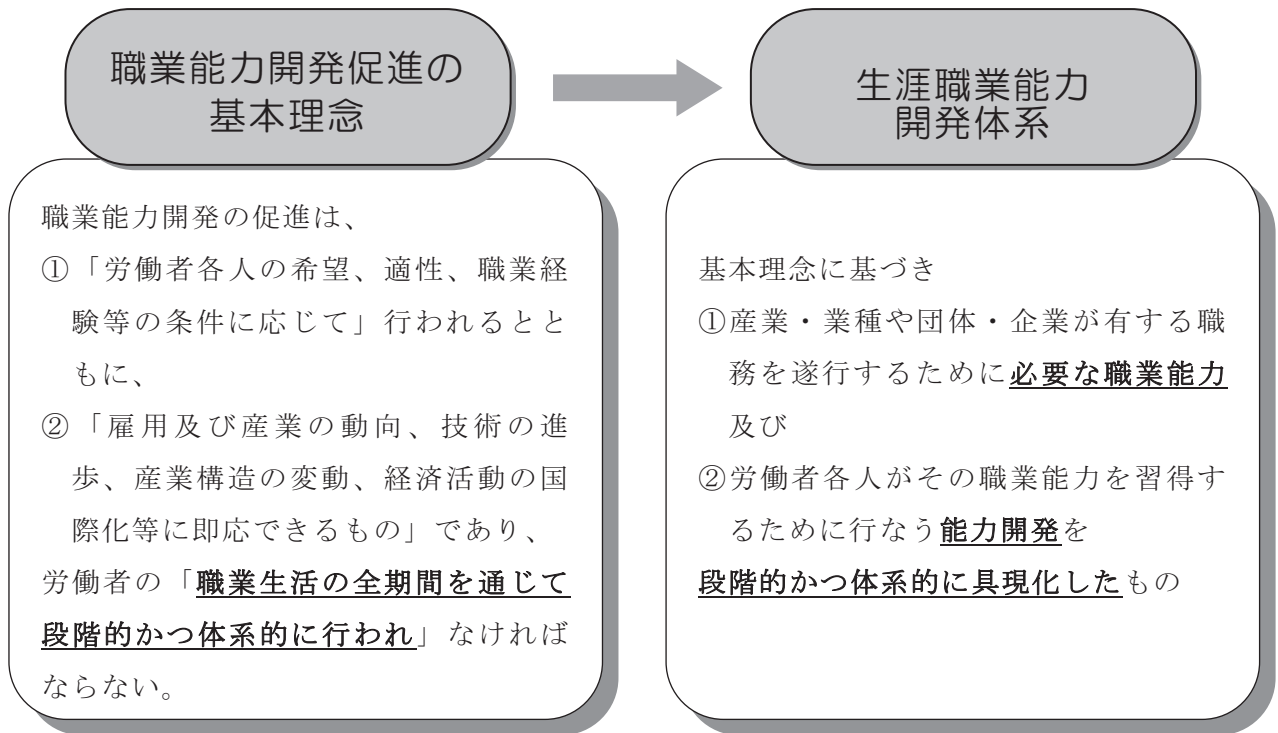 職業能力開発促進の
基本理念
職業能力開発の促進は、
①「労働者各人の希望、適性、職業経
験等の条件に応じて」行われるとと
もに、
②「雇用及び産業の動向、技術の進
歩、産業構造の変動、経済活動の国
際化等に即応できるもの」であり、
労働者の「職業生活の全期間を通じて
段階的かつ体系的に行われ」なければ
ならない。
生涯職業能力
開発体系
基本理念に基づき
①産業・業種や団体・企業が有する職
務を遂行するために必要な職業能力
及び
②労働者各人がその職業能力を習得す
るために行なう能力開発を
段階的かつ体系的に具現化したもの